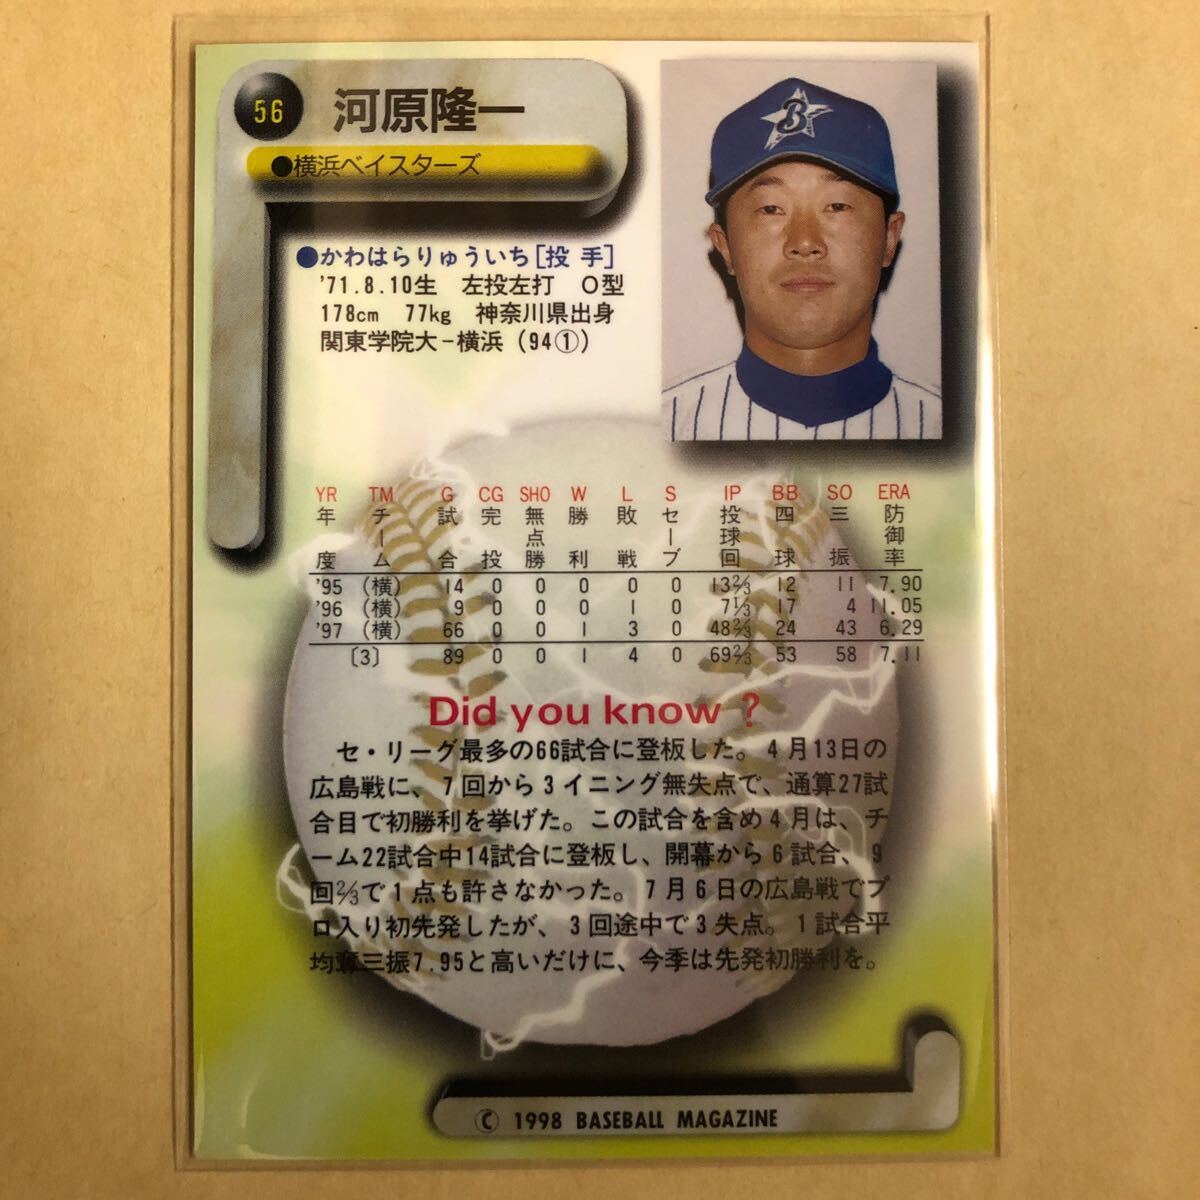 56 河原隆一
●横浜ベイスターズ
B
●かわはらりゅういち[投 手]
'71.8.10生 左投左打 O型
178cm 77kg 神奈川県出身
関東学院大-横浜（94①）
YR TM G CG SHO W L S IP BB SO ERA
年度 チーム 試合 完投 無点勝 勝利 敗戦 セーブ 投球回 四球 三振 防御率
'95 (横) 14 0 0 0 0 0 13⅔ 12 11 7.90
'96 (横) 9 0 0 0 1 0 7⅓ 17 4 11.05
'97 (横) 66 0 0 1 3 0 48⅔ 24 43 6.29
〔3〕 89 0 0 1 4 0 69⅔ 53 58 7.11
Did you know ?
セ・リーグ最多の66試合に登板した。4月13日の
広島戦に、7回から3イニング無失点で、通算27試
合目で初勝利を挙げた。この試合を含め4月は、チ
ーム22試合中14試合に登板し、開幕から6試合、9
回⅔で1点も許さなかった。7月6日の広島戦でプ
ロ入り初先発したが、3回途中で3失点。1試合平
均奪三振7.95と高いだけに、今季は先発初勝利を。
© 1998 BASEBALL MAGAZINE